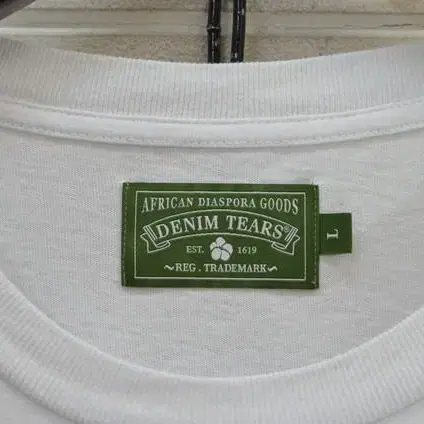 AFRICAN DIASPORA GOODS
DENIM TEARS®
EST. 1619
~REG. TRADEMARK~
L